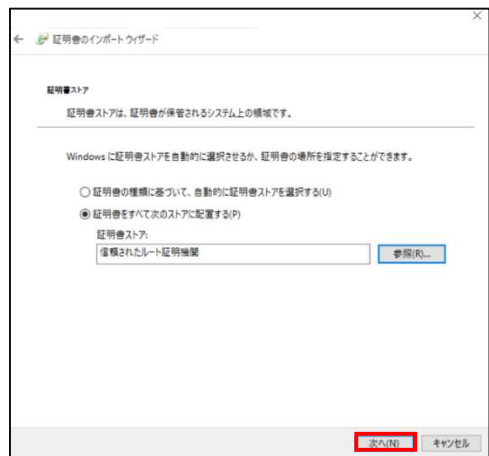 証明書のインポート ウィザード
証明書ストア
証明書ストアは、証明書が保管されるシステム上の領域です。
Windows に証明書ストアを自動的に選択させるか、証明書の場所を指定することができます。
証明書の種類に基づいて、自動的に証明書ストアを選択する(U)
証明書をすべて次のストアに配置する(P)
証明書ストア:
信頼されたルート証明機関
参照(R)...
次へ(N)
キャンセル